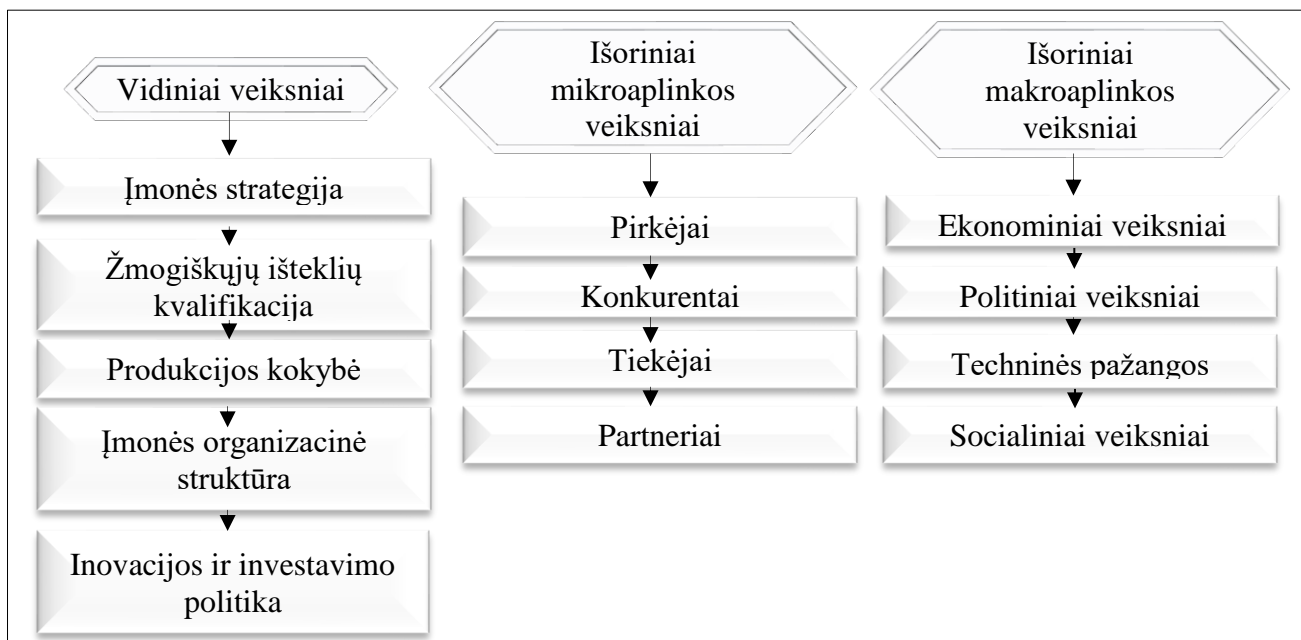 Vidiniai veiksniai
Įmonės strategija
Žmogiškųjų išteklių
kvalifikacija
Produkcijos kokybė
Įmonės organizacinė
struktūra
Inovacijos ir investavimo
politika
Išoriniai
mikroaplinkos
veiksniai
Pirkėjai
Konkurentai
Tiekėjai
Partneriai
Išoriniai
makroaplinkos
veiksniai
Ekonominiai veiksniai
Politiniai veiksniai
Techninės pažangos
Socialiniai veiksniai